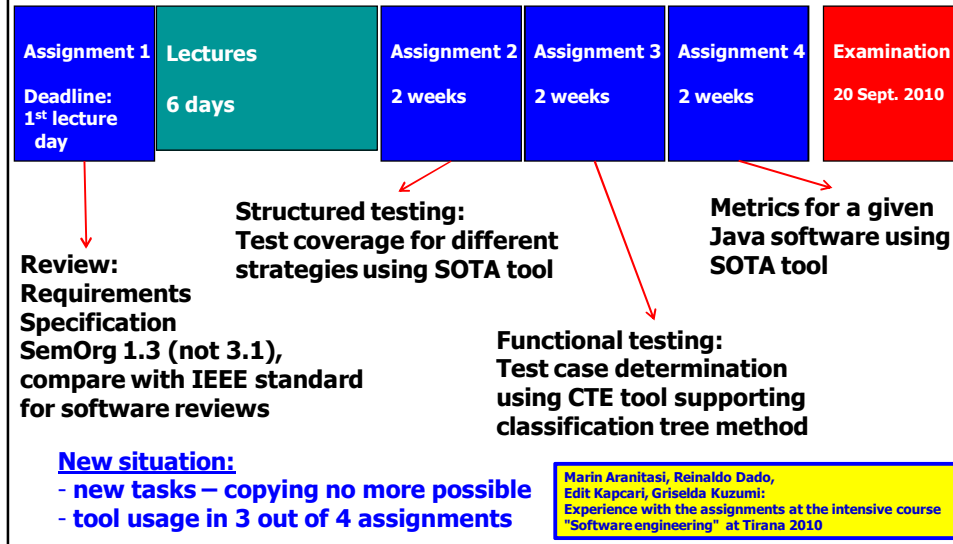 Assignment 1
Deadline:
1st lecture
day
Lectures
6 days
Assignment 2
2 weeks
Assignment 3
2 weeks
Assignment 4
2 weeks
Examination
20 Sept. 2010
Review:
Requirements
Specification
SemOrg 1.3 (not 3.1),
compare with IEEE standard
for software reviews
Structured testing:
Test coverage for different
strategies using SOTA tool
Functional testing:
Test case determination
using CTE tool supporting
classification tree method
Metrics for a given
Java software using
SOTA tool
New situation:
- new tasks – copying no more possible
- tool usage in 3 out of 4 assignments
Marin Aranitasi, Reinaldo Dado,
Edit Kapcari, Griselda Kuzumi:
Experience with the assignments at the intensive course
"Software engineering" at Tirana 2010